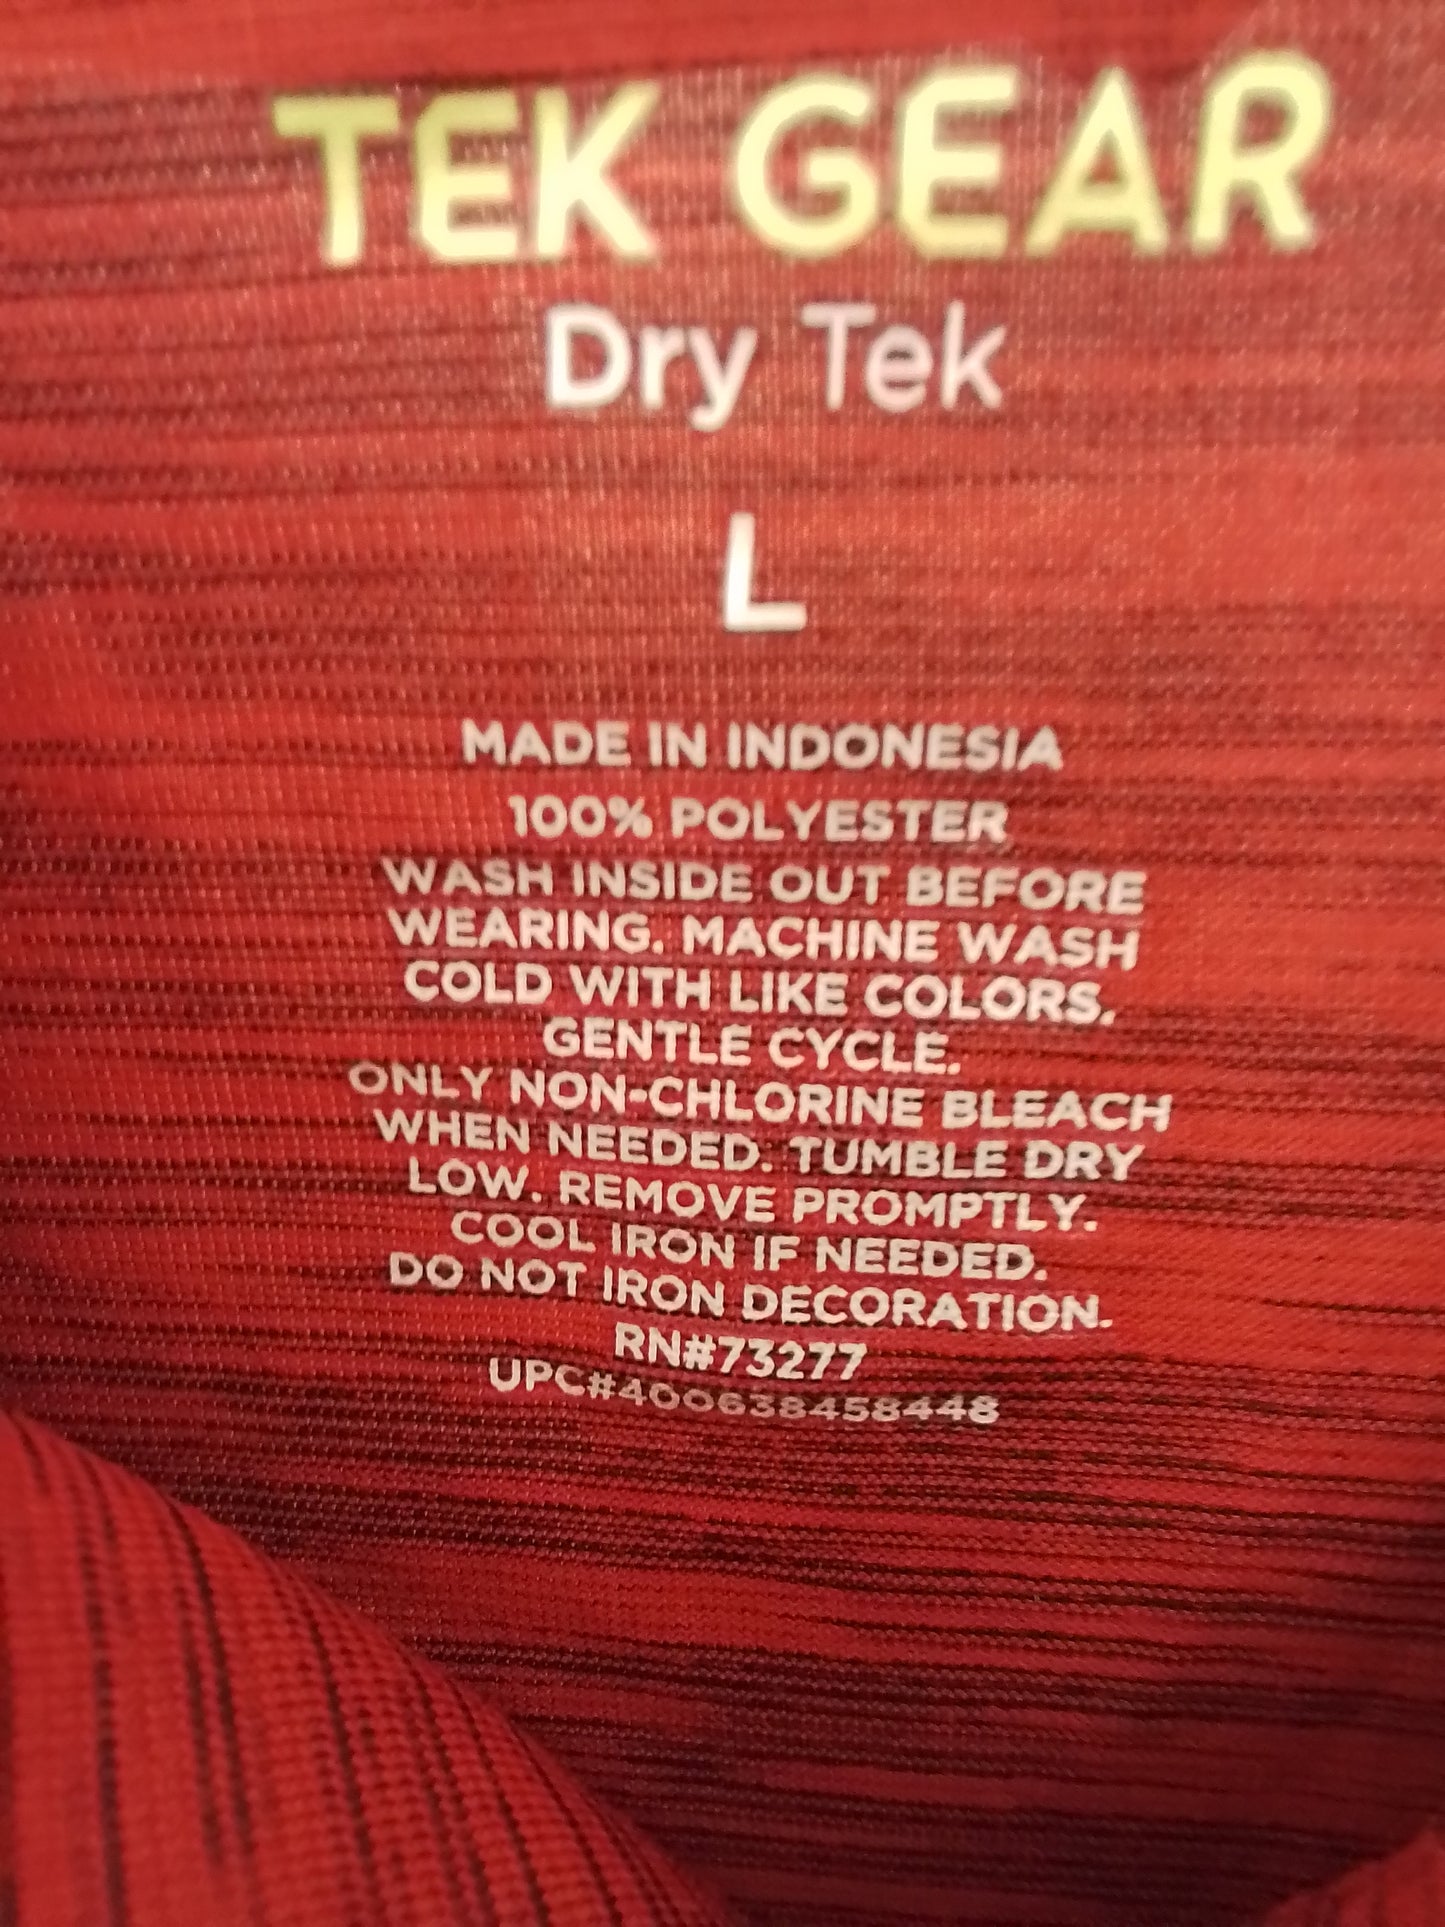 TEK GEAR
Dry Tek
L
MADE IN INDONESIA
100% POLYESTER
WASH INSIDE OUT BEFORE
WEARING. MACHINE WASH
COLD WITH LIKE COLORS.
GENTLE CYCLE.
ONLY NON-CHLORINE BLEACH
WHEN NEEDED. TUMBLE DRY
LOW. REMOVE PROMPTLY.
COOL IRON IF NEEDED.
DO NOT IRON DECORATION.
RN#73277
UPC#400638458448